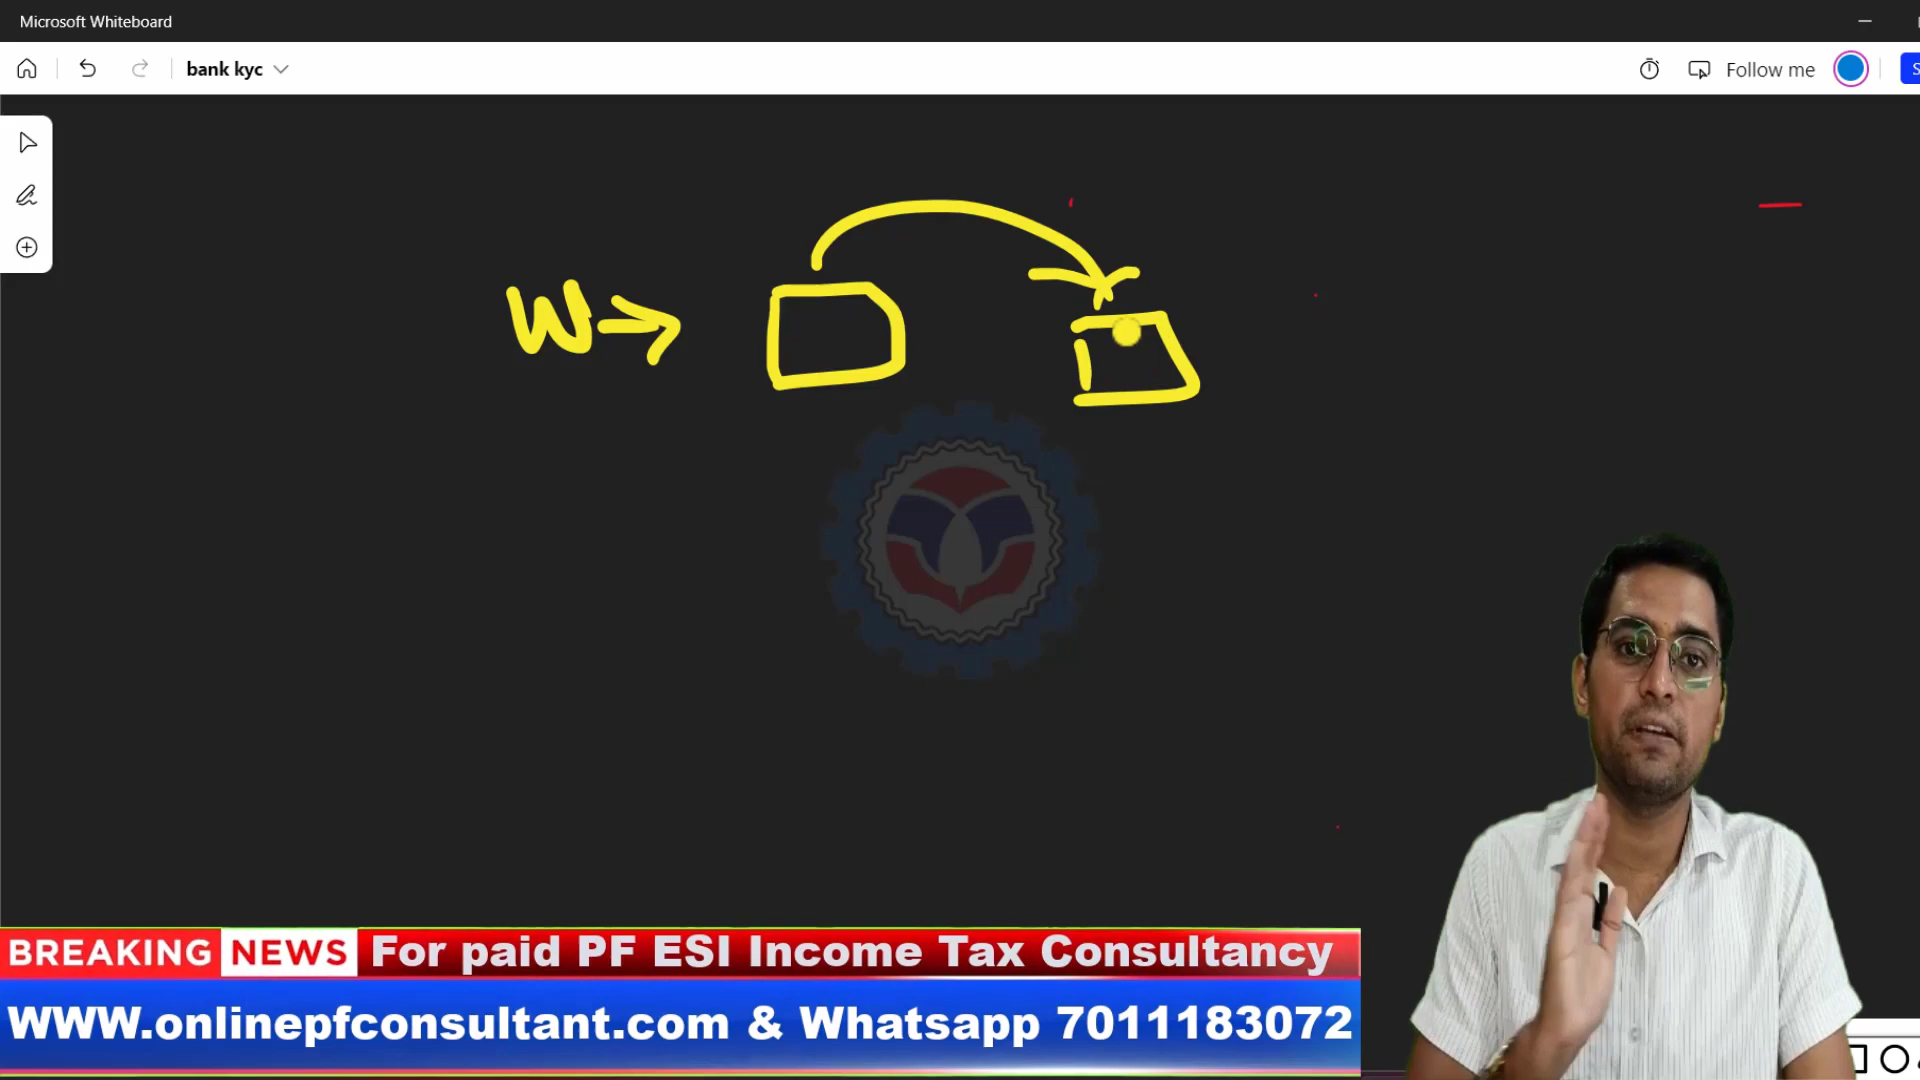 Microsoft Whiteboard
bank kyc
Follow me
S
W
BREAKING NEWS For paid PF ESI Income Tax Consultancy
WWW.onlinepfconsultant.com & Whatsapp 7011183072